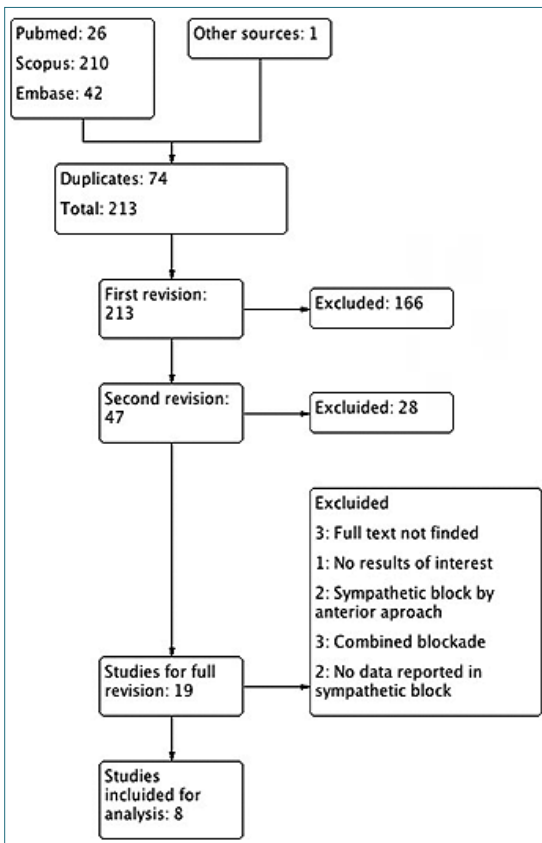 Pubmed: 26
Scopus: 210
Embase: 42
Other sources: 1
Duplicates: 74
Total: 213
First revision:
213
Excluded: 166
Second revision:
47
Excluided: 28
Excluided
3: Full text not finded
1: No results of interest
2: Sympathetic block by
anterior aproach
3: Combined blockade
2: No data reported in
sympathetic block
Studies for full
revision: 19
Studies
incluided for
analysis: 8